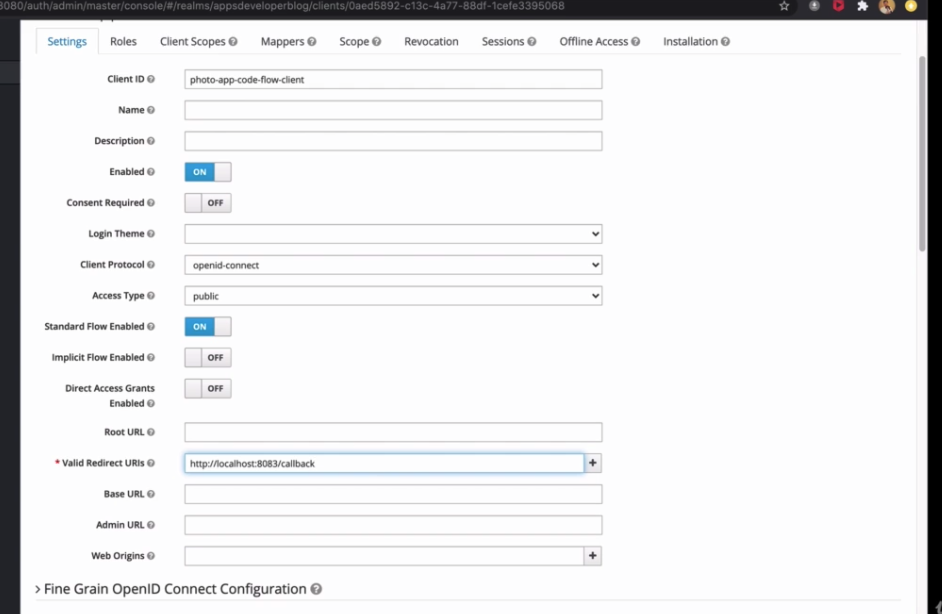 8080/auth/admin/master/console/#/realms/appsdeveloperblog/clients/0aed5892-c13c-4a77-88df-1cefe3395068
Settings Roles Client Scopes Mappers Scope Revocation Sessions Offline Access Installation
Client ID photo-app-code-flow-client
Name
Description
Enabled ON
Consent Required OFF
Login Theme
Client Protocol openid-connect
Access Type public
Standard Flow Enabled ON
Implicit Flow Enabled OFF
Direct Access Grants OFF
Enabled
Root URL
* Valid Redirect URIs http://localhost:8083/callback +
Base URL
Admin URL
Web Origins +
> Fine Grain OpenID Connect Configuration